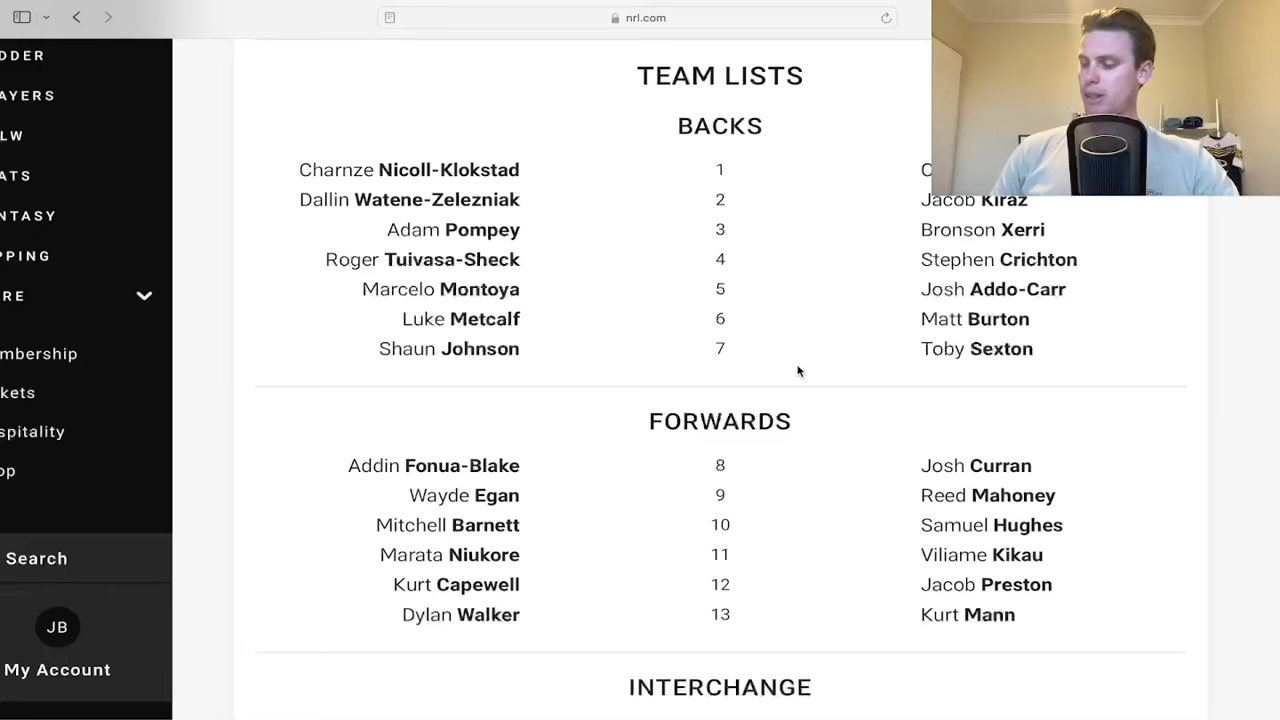 nrl.com
DDER
AYERS
LW
ATS
NTASY
PPING
RE
mbership
kets
spitality
op
Search
JB
My Account
TEAM LISTS
BACKS
Charnze Nicoll-Klokstad 1 C
Dallin Watene-Zelezniak 2 Jacob Kiraz
Adam Pompey 3 Bronson Xerri
Roger Tuivasa-Sheck 4 Stephen Crichton
Marcelo Montoya 5 Josh Addo-Carr
Luke Metcalf 6 Matt Burton
Shaun Johnson 7 Toby Sexton
FORWARDS
Addin Fonua-Blake 8 Josh Curran
Wayde Egan 9 Reed Mahoney
Mitchell Barnett 10 Samuel Hughes
Marata Niukore 11 Viliame Kikau
Kurt Capewell 12 Jacob Preston
Dylan Walker 13 Kurt Mann
INTERCHANGE